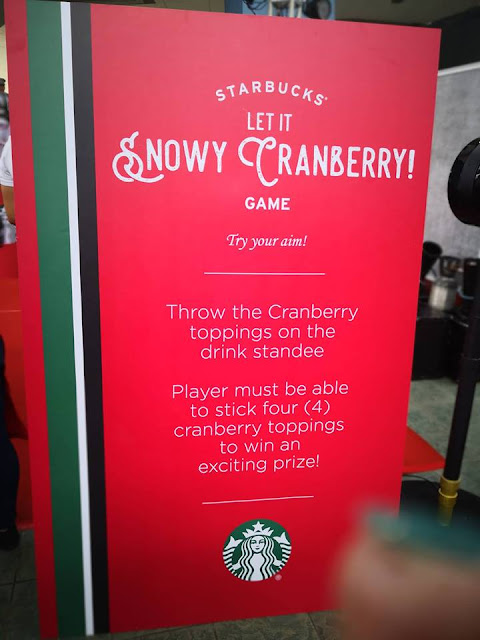 STARBUCKS®
LET IT
SNOWY CRANBERRY!
GAME
Try your aim!
Throw the Cranberry
toppings on the
drink standee
Player must be able
to stick four (4)
cranberry toppings
to win an
exciting prize!
®